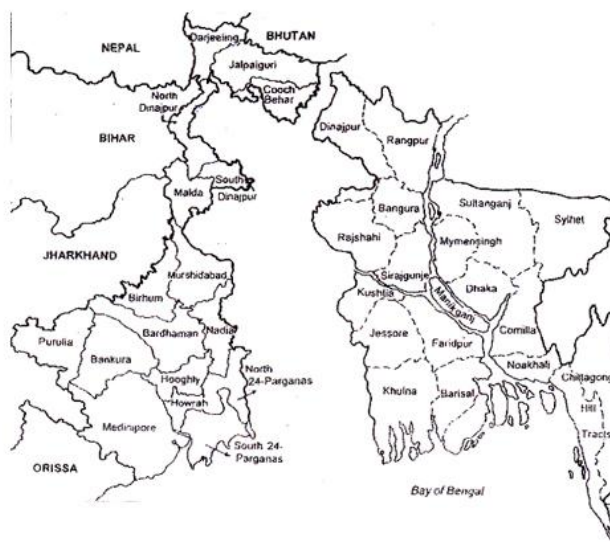 NEPAL
BHUTAN
Darjeeling
Jalpaiguri
Cooch
Behar
North
Dinajpur
BIHAR
South
Dinajpur
Malda
JHARKHAND
Murshidabad
Birhum
Purulia
Bardhaman
Nadia
Bankura
Hooghly
North
24-Parganas
Howrah
Medinipore
South 24-
Parganas
ORISSA
Dinajpur
Rangpur
Bangura
Sultanganj
Sylhet
Rajshahi
Mymensingh
Sirajgunje
Kushtia
Dhaka
Manikganj
Jessore
Faridpur
Comilla
Noakhali
Khulna
Barisal
Chittagong
Hill
Tracts
Bay of Bengal